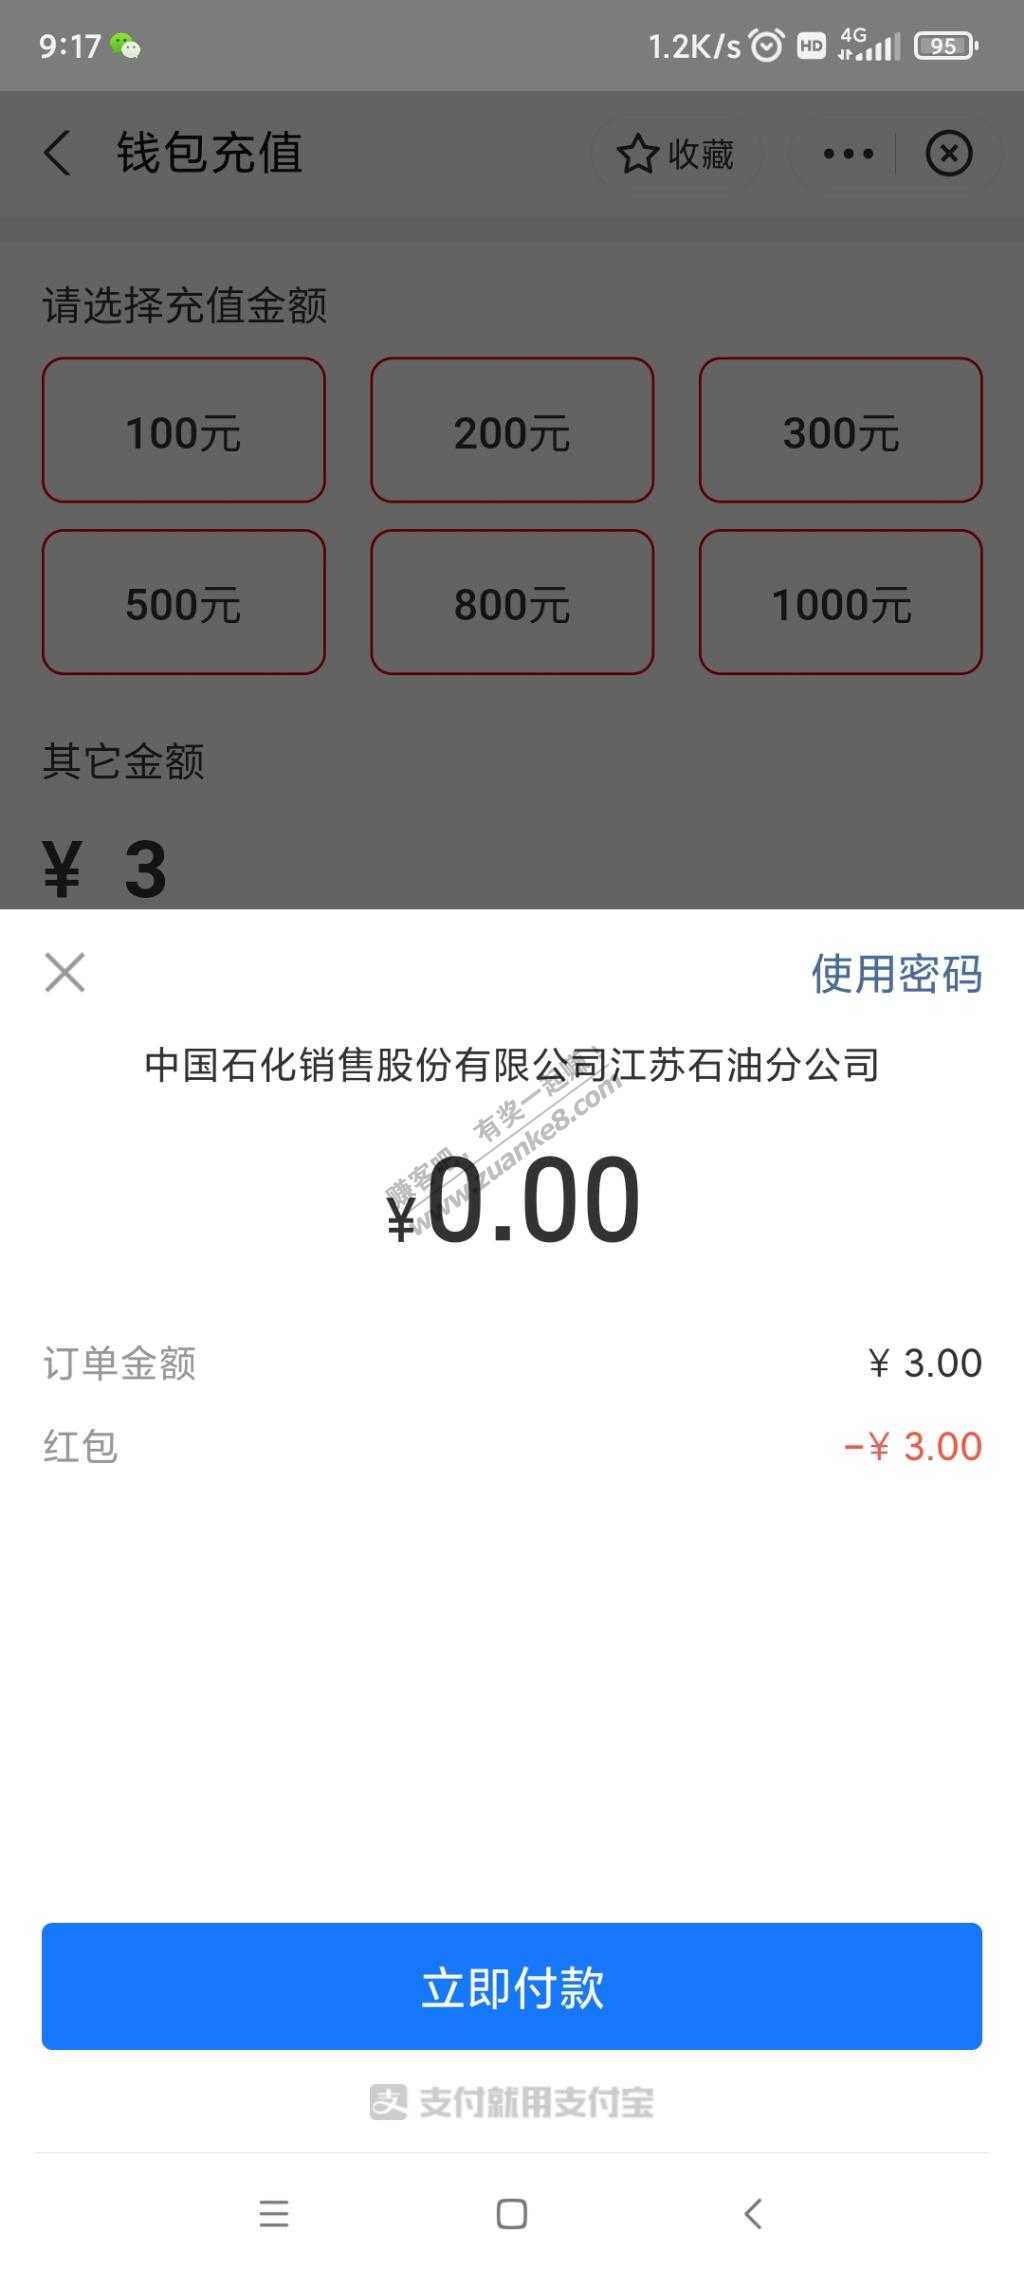 9:17
1.2K/s HD 4G 95
钱包充值
收藏
请选择充值金额
100元 200元 300元
500元 800元 1000元
其它金额
¥ 3
使用密码
中国石化销售股份有限公司江苏石油分公司
赚客吧，有奖一起赚！
www.zuanke8.com
¥0.00
订单金额 ¥ 3.00
红包 -¥ 3.00
立即付款
支 支付就用支付宝